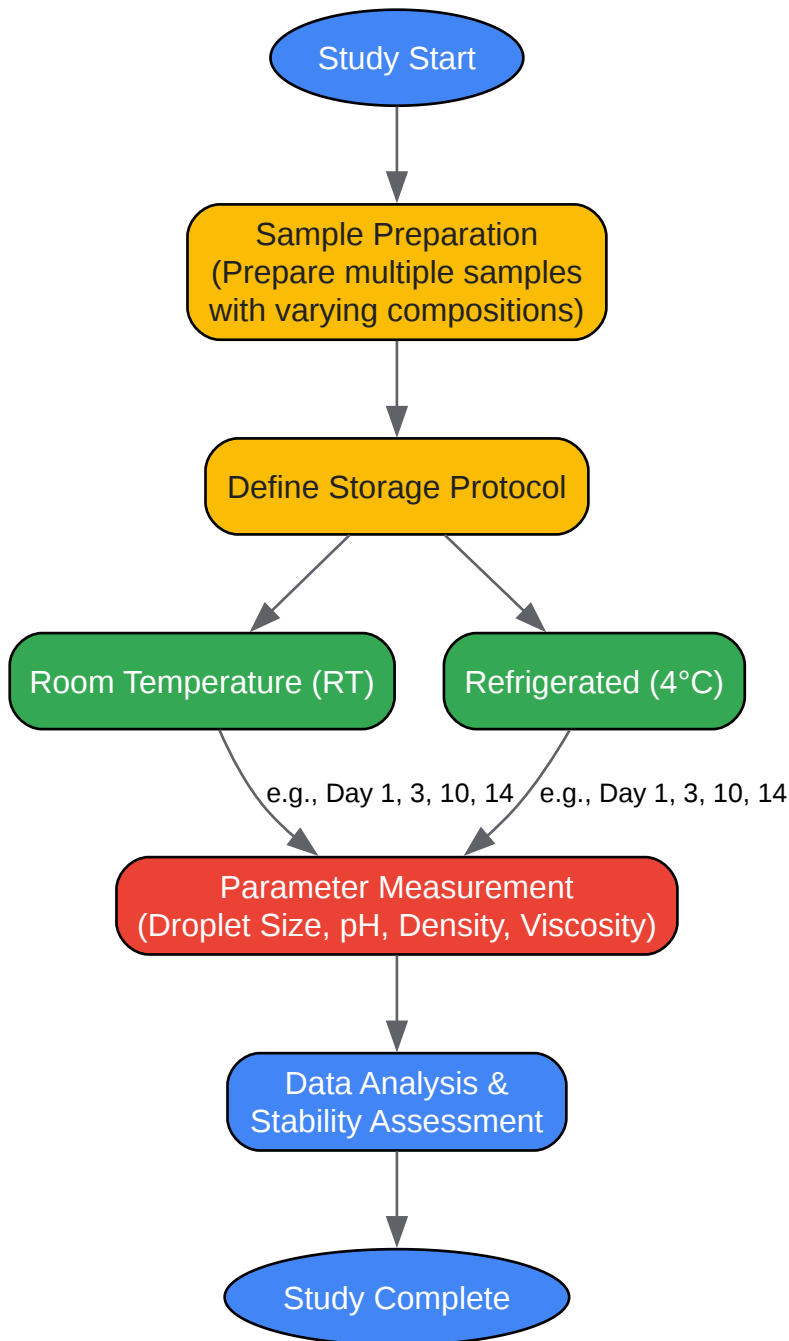 Study Start
Sample Preparation
(Prepare multiple samples
with varying compositions)
Define Storage Protocol
Room Temperature (RT)
Refrigerated (4°C)
e.g., Day 1, 3, 10, 14
e.g., Day 1, 3, 10, 14
Parameter Measurement
(Droplet Size, pH, Density, Viscosity)
Data Analysis &
Stability Assessment
Study Complete